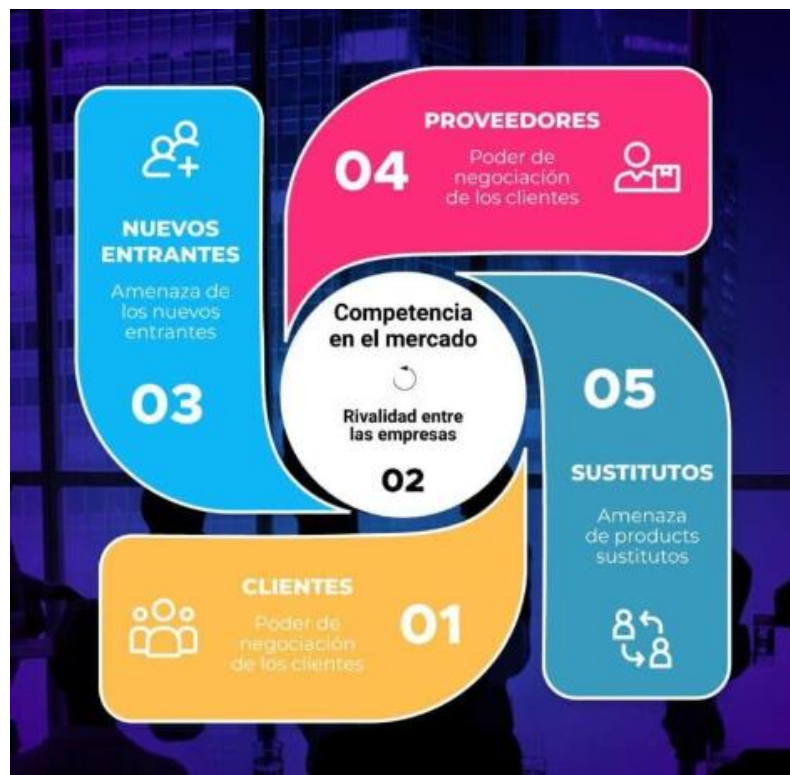 PROVEEDORES
04
Poder de
negociación
de los clientes
NUEVOS
ENTRANTES
Amenaza de
los nuevos
entrantes
03
Competencia
en el mercado
Rivalidad entre
las empresas
02
05
SUSTITUTOS
Amenaza
de products
sustitutos
CLIENTES
Poder de
negociación
de los clientes
01